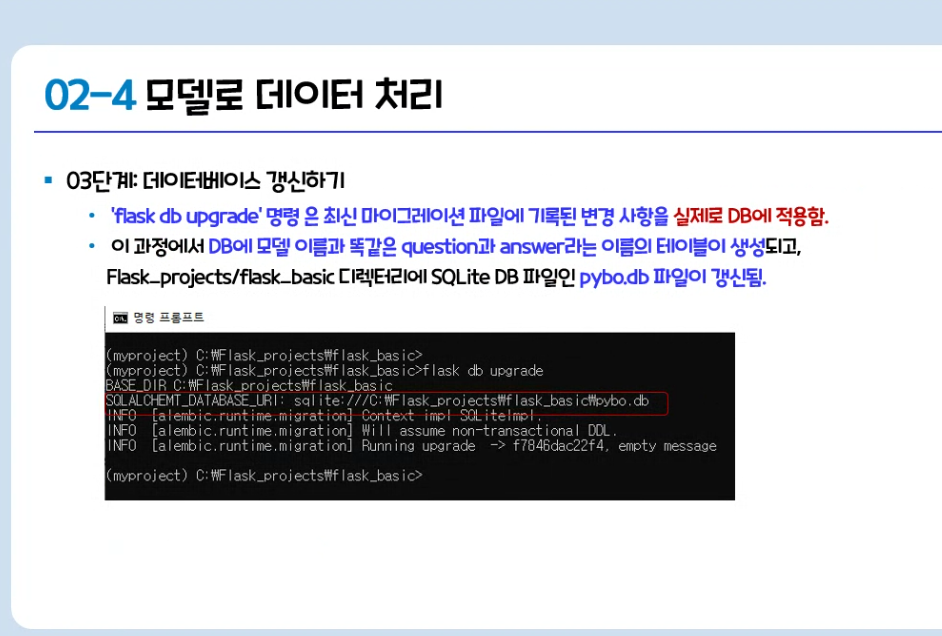 02-4 모델로 데이터 처리
03단계: 데이터베이스 갱신하기
'flask db upgrade' 명령 은 최신 마이그레이션 파일에 기록된 변경 사항을 실제로 DB에 적용함.
이 과정에서 DB에 모델 이름과 똑같은 question과 answer라는 이름의 테이블이 생성되고,
Flask_projects/flask_basic 디렉터리에 SQLite DB 파일인 pybo.db 파일이 갱신됨.
명령 프롬프트
(myproject) C:₩Flask_projects₩flask_basic>
(myproject) C:₩Flask_projects₩flask_basic>flask db upgrade
BASE_DIR C:₩Flask_projects₩flask_basic
SQLALCHEMT_DATABASE_URI: sqlite:///C:₩Flask_projects₩flask_basic₩pybo.db
INFO [alembic.runtime.migration] Context impl SQLiteImpl.
INFO [alembic.runtime.migration] Will assume non-transactional DDL.
INFO [alembic.runtime.migration] Running upgrade -> f7846dac22f4, empty message
(myproject) C:₩Flask_projects₩flask_basic>